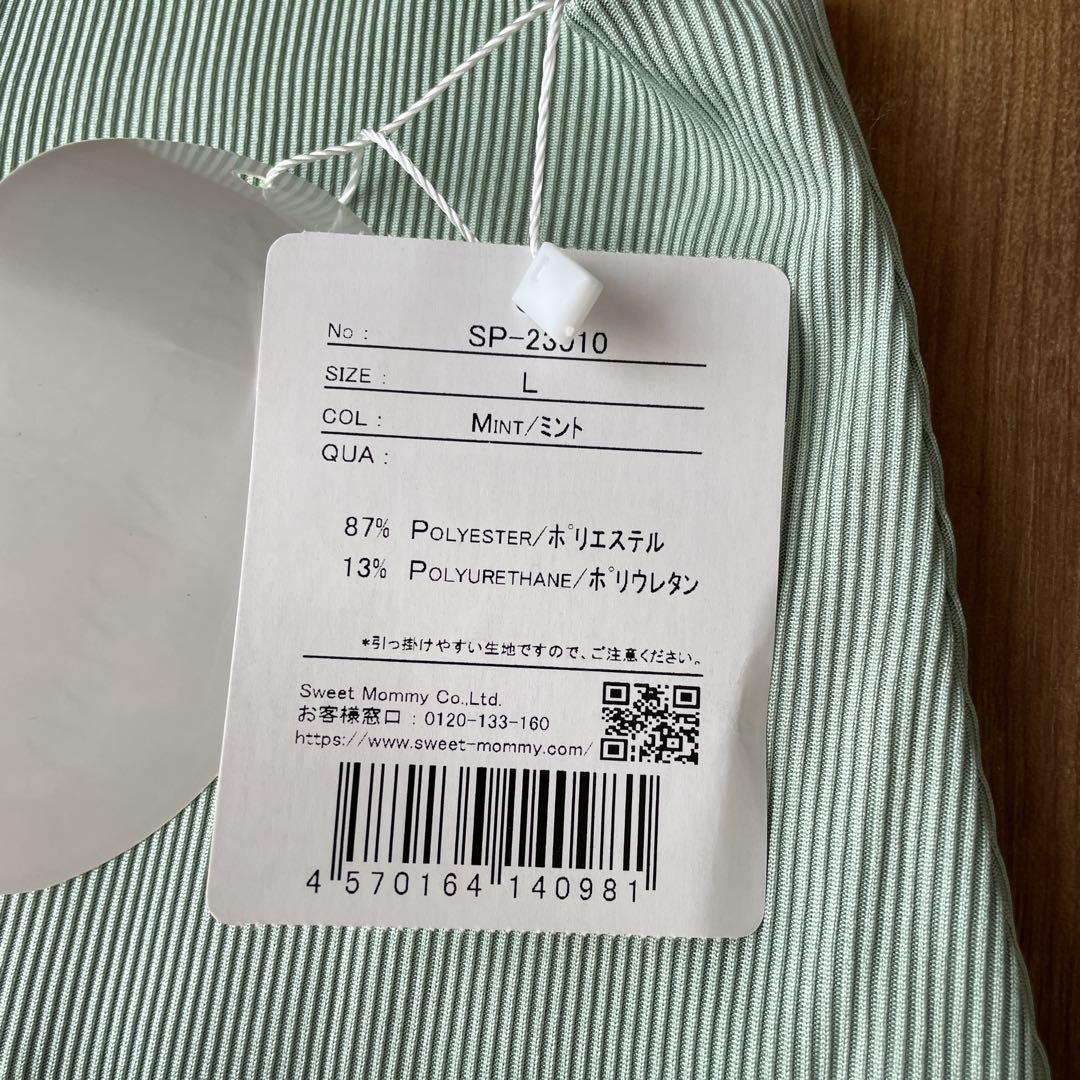 No :  SP-23010
SIZE :  L
COL :  MINT/ミント
QUA :
87% POLYESTER/ポリエステル
13% POLYURETHANE/ポリウレタン
*引っ掛けやすい生地ですので、ご注意ください。
Sweet Mommy Co.,Ltd.
お客様窓口 : 0120-133-160
https://www.sweet-mommy.com/
4 570164 140981